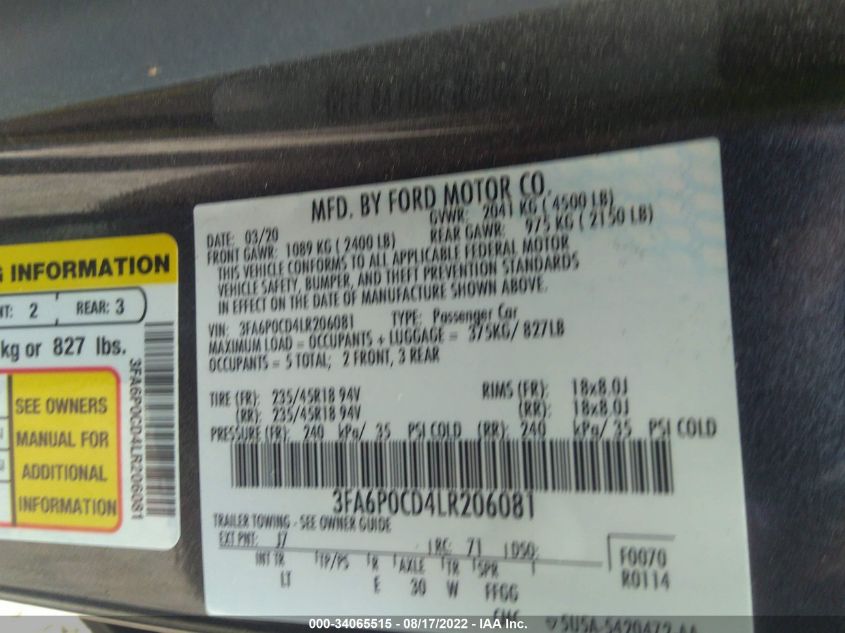 G INFORMATION
NT: 2 REAR: 3
kg or 827 lbs.
SEE OWNERS
MANUAL FOR
ADDITIONAL
INFORMATION
3FA6P0CD4LR206081
MFD. BY FORD MOTOR CO.
DATE: 03/20 GVWR: 2041 KG ( 4500 LB)
FRONT GAWR: 1089 KG ( 2400 LB) REAR GAWR: 975 KG ( 2150 LB)
THIS VEHICLE CONFORMS TO ALL APPLICABLE FEDERAL MOTOR
VEHICLE SAFETY, BUMPER, AND THEFT PREVENTION STANDARDS
IN EFFECT ON THE DATE OF MANUFACTURE SHOWN ABOVE.
VIN: 3FA6P0CD4LR206081 TYPE: Passenger Car
MAXIMUM LOAD = OCCUPANTS + LUGGAGE = 375KG/ 827LB
OCCUPANTS = 5 TOTAL; 2 FRONT, 3 REAR
TIRE (FR): 235/45R18 94V RIMS (FR): 18x8.0J
(RR): 235/45R18 94V (RR): 18x8.0J
PRESSURE (FR): 240 kPa/ 35 PSI COLD (RR): 240 kPa/ 35 PSI COLD
3FA6P0CD4LR206081
TRAILER TOWING - SEE OWNER GUIDE
EXT PNT: J7 RC: 71 DSO: F0070
INT TR TP/PS R AXLE TR SPR R0114
LT E 30 W FFGG
5U5A-5420472-AA
000-34065515 - 08/17/2022 - IAA Inc.